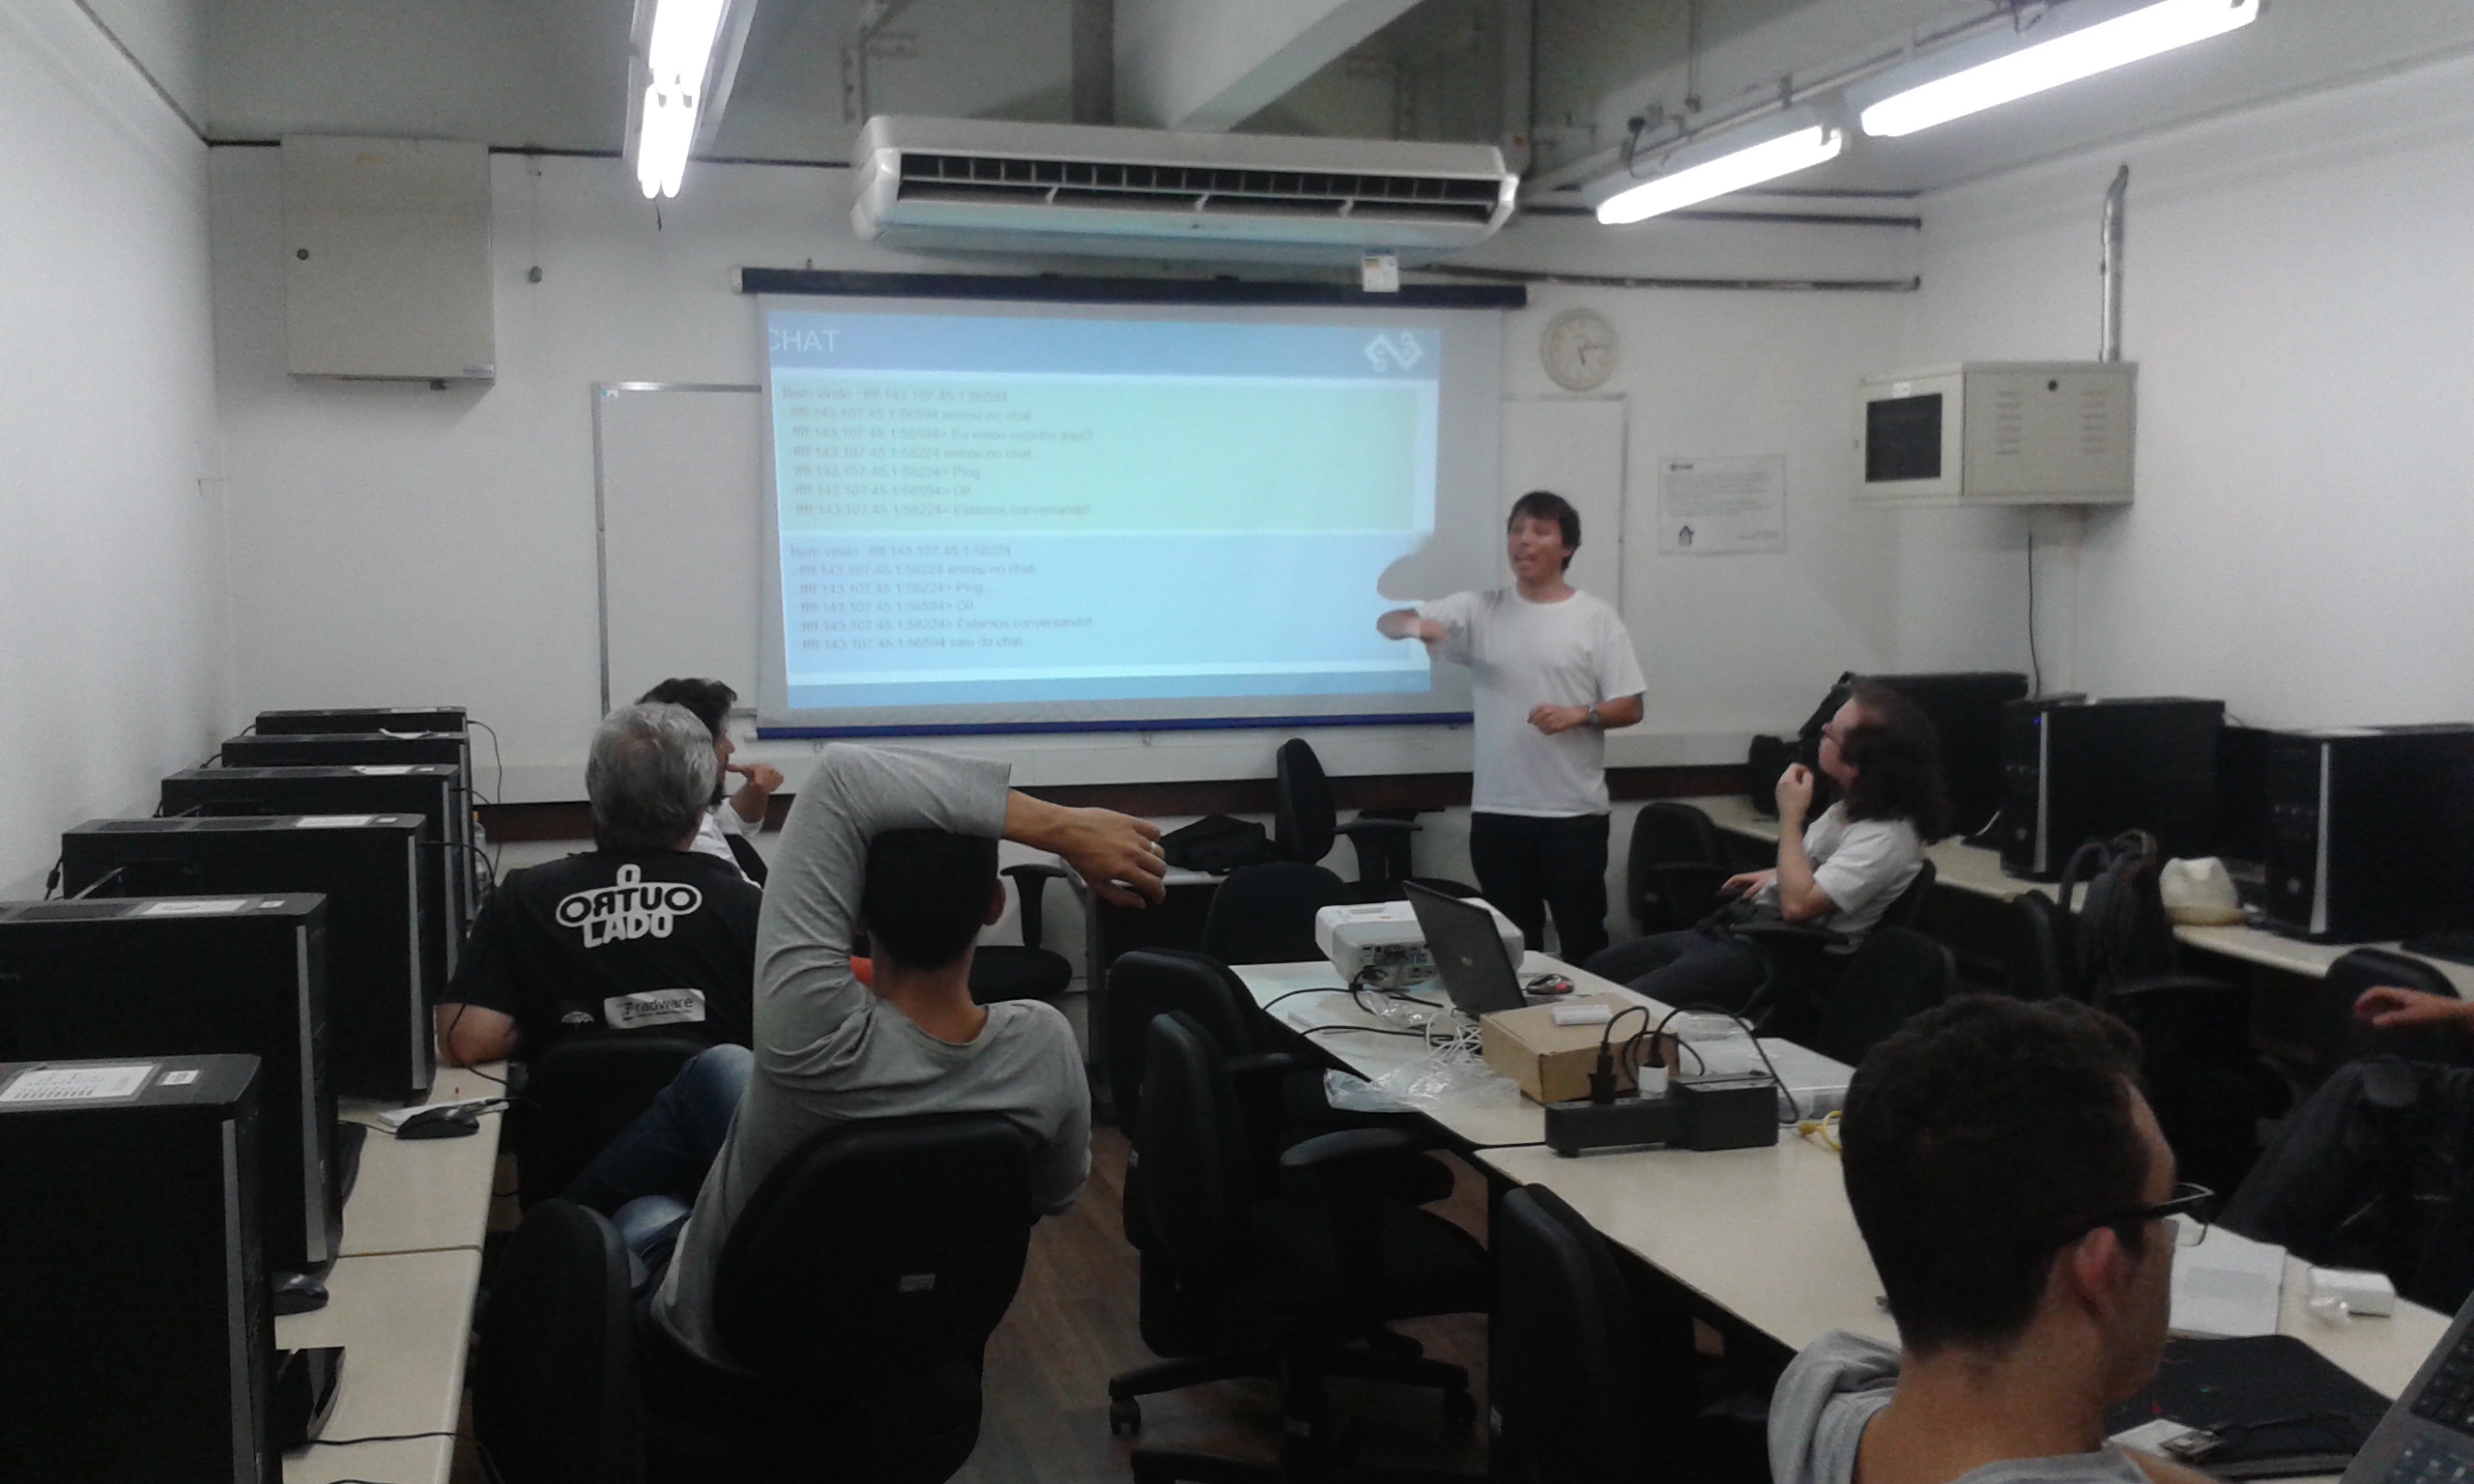 CHAT
Bem vindo ::ffff:143.107.45.1:56594
::ffff:143.107.45.1:56594 entrou no chat.
::ffff:143.107.45.1:56594> Eu estou sozinho aqui?
::ffff:143.107.45.1:58224 entrou no chat.
::ffff:143.107.45.1:58224> Ping...
::ffff:143.107.45.1:56594> Oi!
::ffff:143.107.45.1:58224> Estamos conversando!
Bem vindo ::ffff:143.107.45.1:58224
::ffff:143.107.45.1:58224 entrou no chat.
::ffff:143.107.45.1:58224> Ping...
::ffff:143.107.45.1:56594> Oi!
::ffff:143.107.45.1:58224> Estamos conversando!
::ffff:143.107.45.1:56594 saiu do chat.
O
OUTRO
LADO
radware